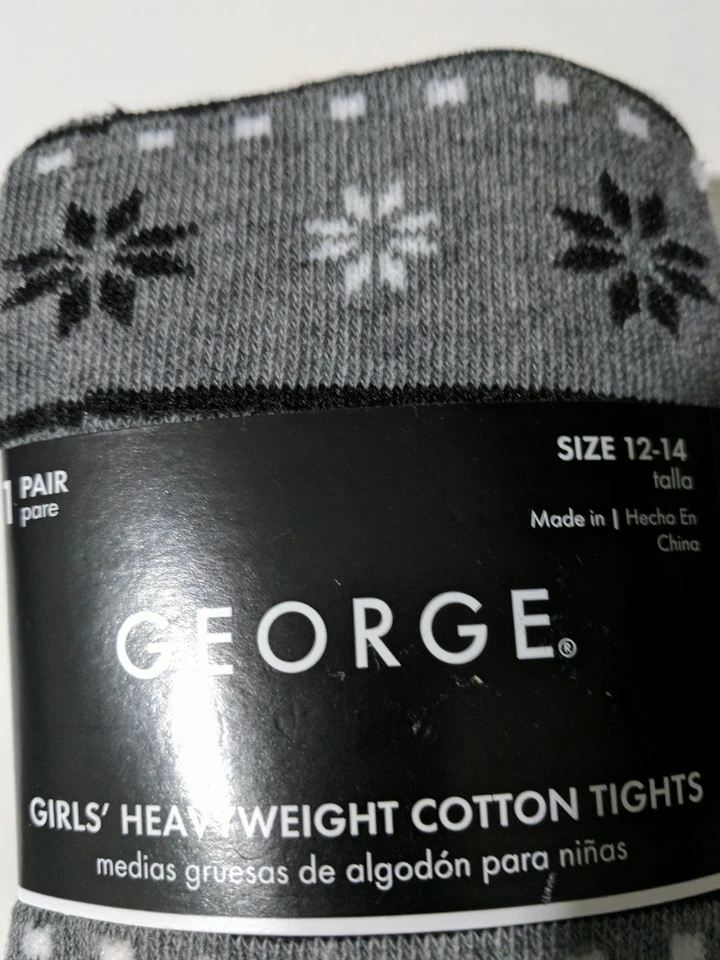 1 PAIR
pare
SIZE 12-14
talla
Made in | Hecho En
China
GEORGE®
GIRLS' HEAVYWEIGHT COTTON TIGHTS
medias gruesas de algodón para niñas